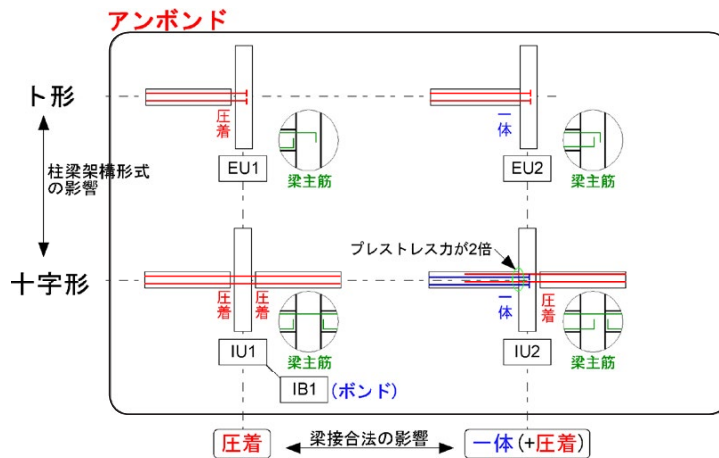 アンボンド
ト形
圧着
一体
EU1
梁主筋
EU2
梁主筋
柱梁架構形式
の影響
プレストレス力が2倍
十字形
圧着
圧着
一体
圧着
IU1
梁主筋
IU2
梁主筋
IB1
(ボンド)
圧着
梁接合法の影響
一体(+圧着)